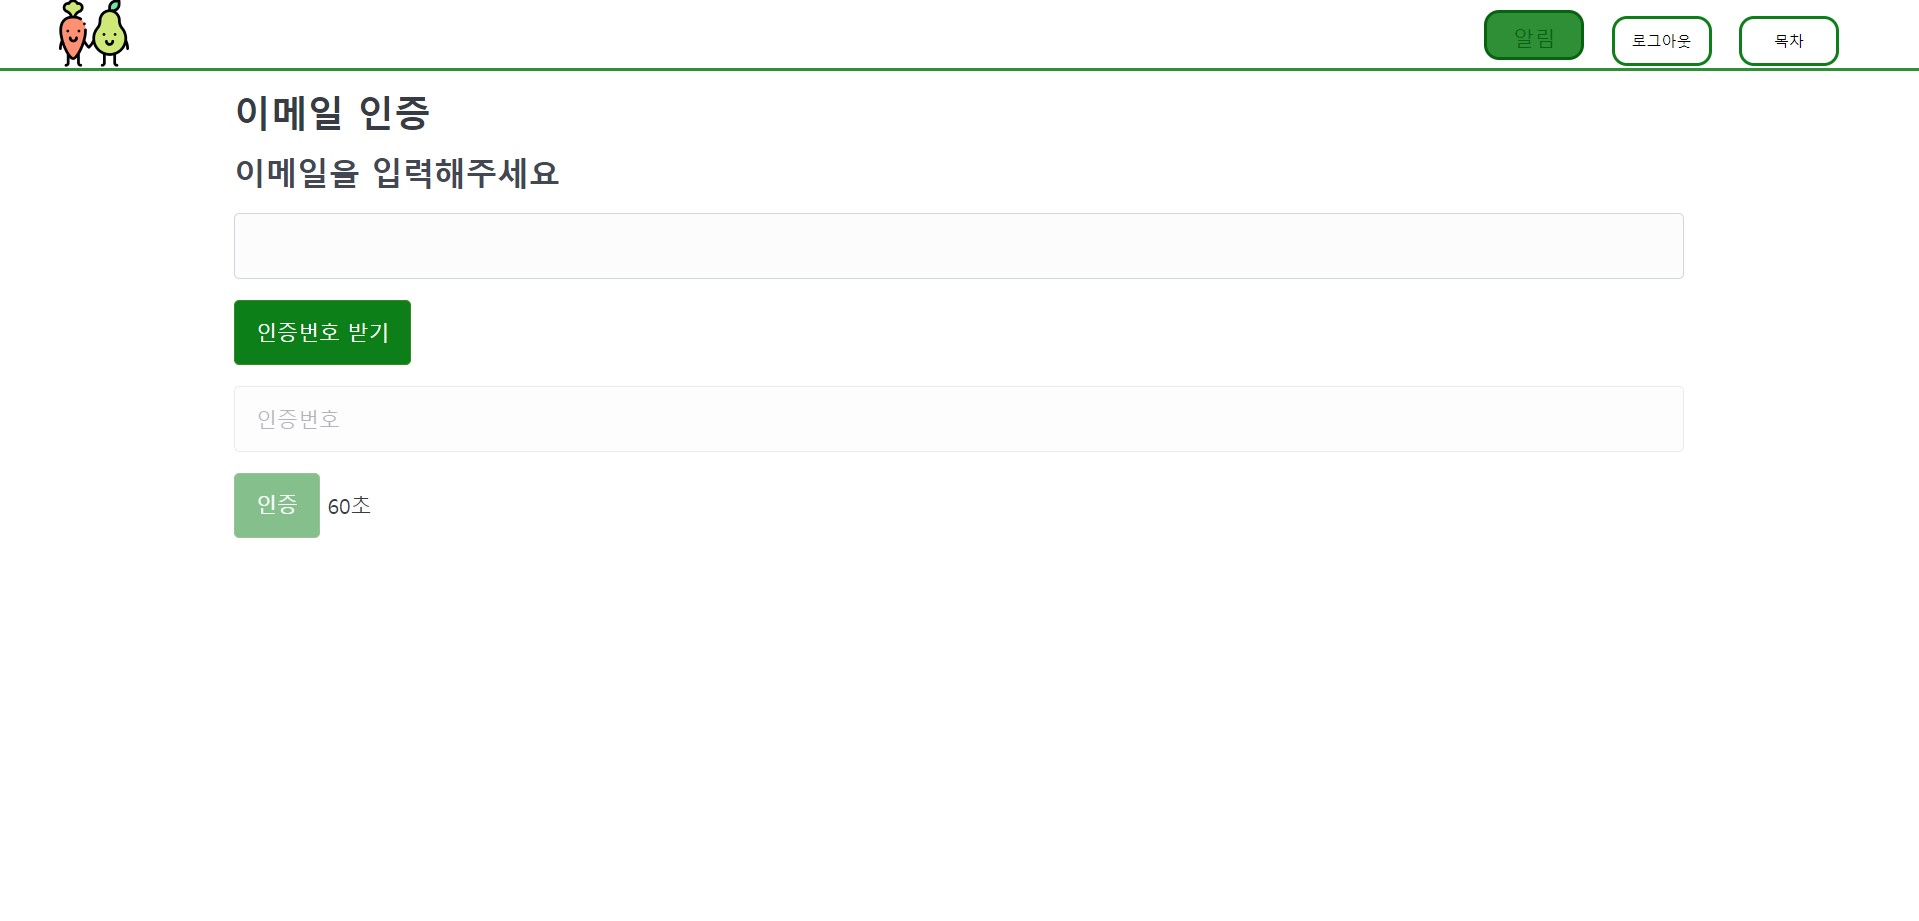 알림
로그아웃
목차
이메일 인증
이메일을 입력해주세요
인증번호 받기
인증번호
인증
60초